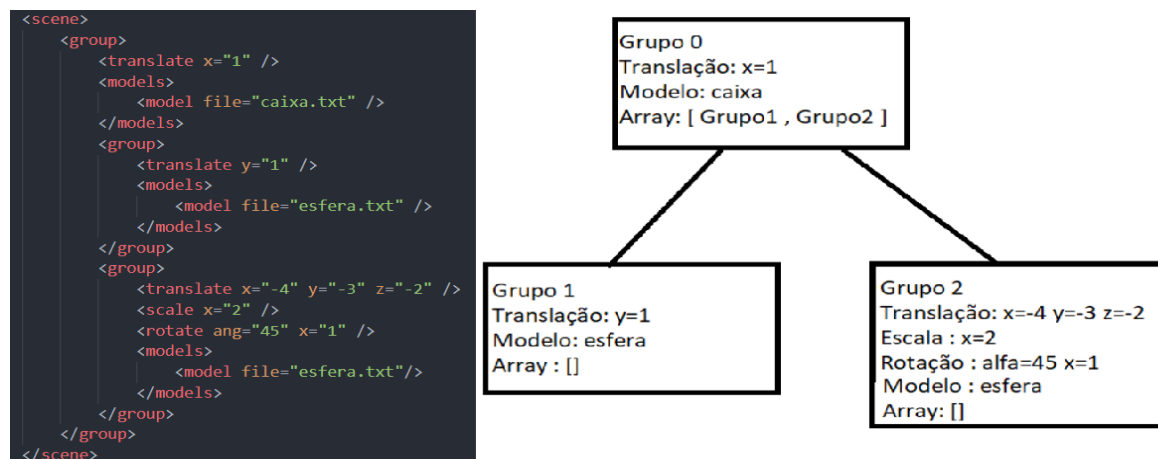 <scene>
<group>
<translate x="1" />
<models>
<model file="caixa.txt" />
</models>
<group>
<translate y="1" />
<models>
<model file="esfera.txt" />
</models>
</group>
<group>
<translate x="-4" y="-3" z="-2" />
<scale x="2" />
<rotate ang="45" x="1" />
<models>
<model file="esfera.txt"/>
</models>
</group>
</group>
</scene>
Grupo 0
Translação: x=1
Modelo: caixa
Array: [ Grupo1 , Grupo2 ]
Grupo 1
Translação: y=1
Modelo: esfera
Array : []
Grupo 2
Translação: x=-4 y=-3 z=-2
Escala : x=2
Rotação : alfa=45 x=1
Modelo : esfera
Array: []